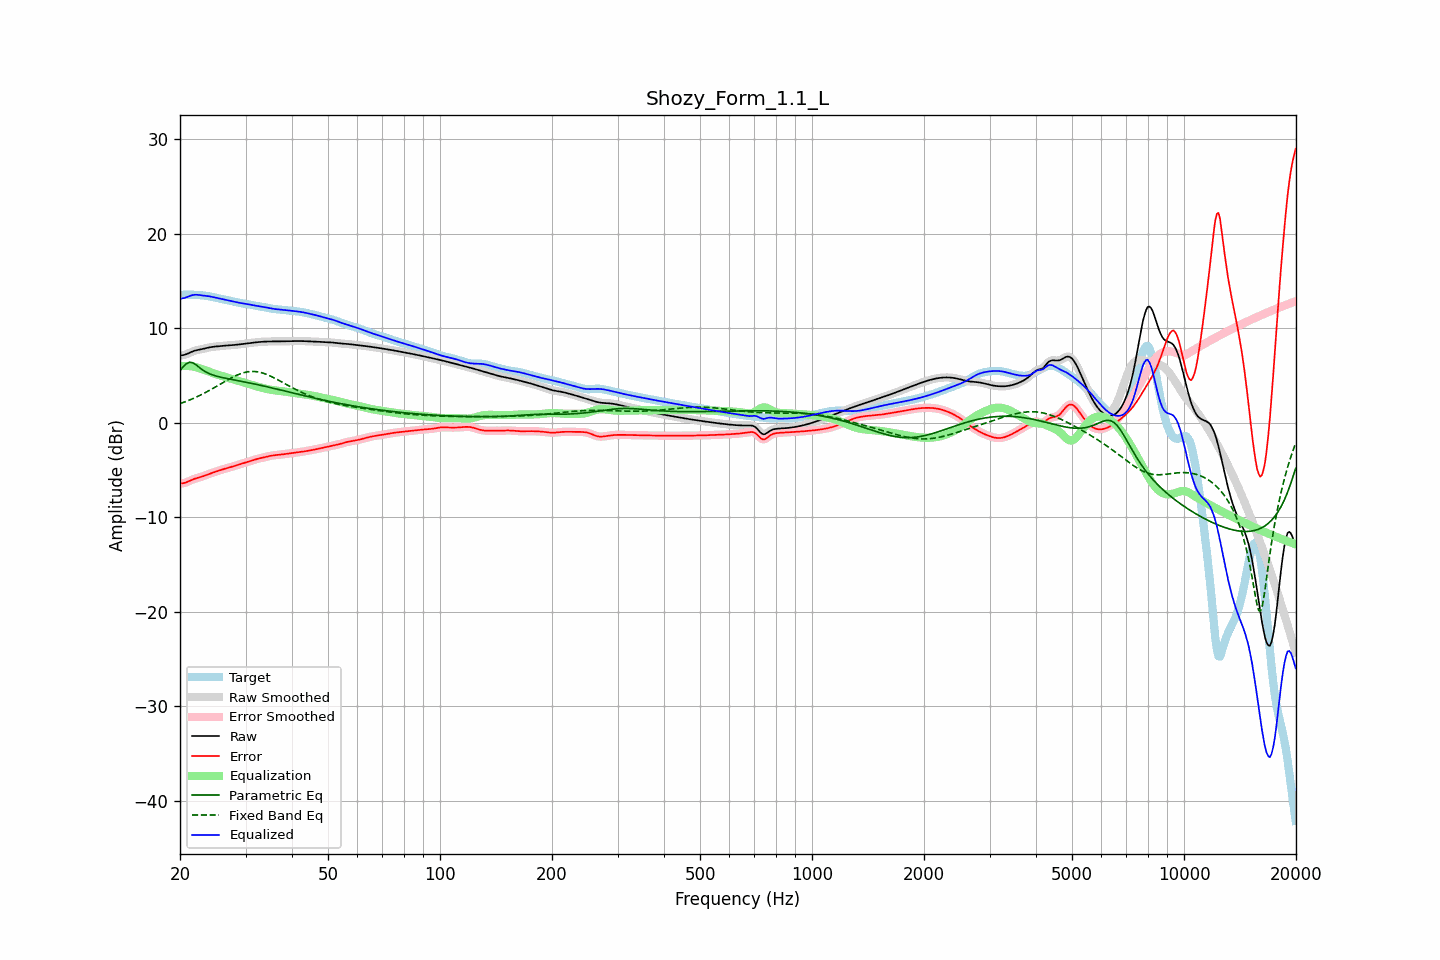 Shozy_Form_1.1_L
Amplitude (dBr)
30
20
10
0
−10
−20
−30
−40
Target
Raw Smoothed
Error Smoothed
Raw
Error
Equalization
Parametric Eq
Fixed Band Eq
Equalized
20 50 100 200 500 1000 2000 5000 10000 20000
Frequency (Hz)